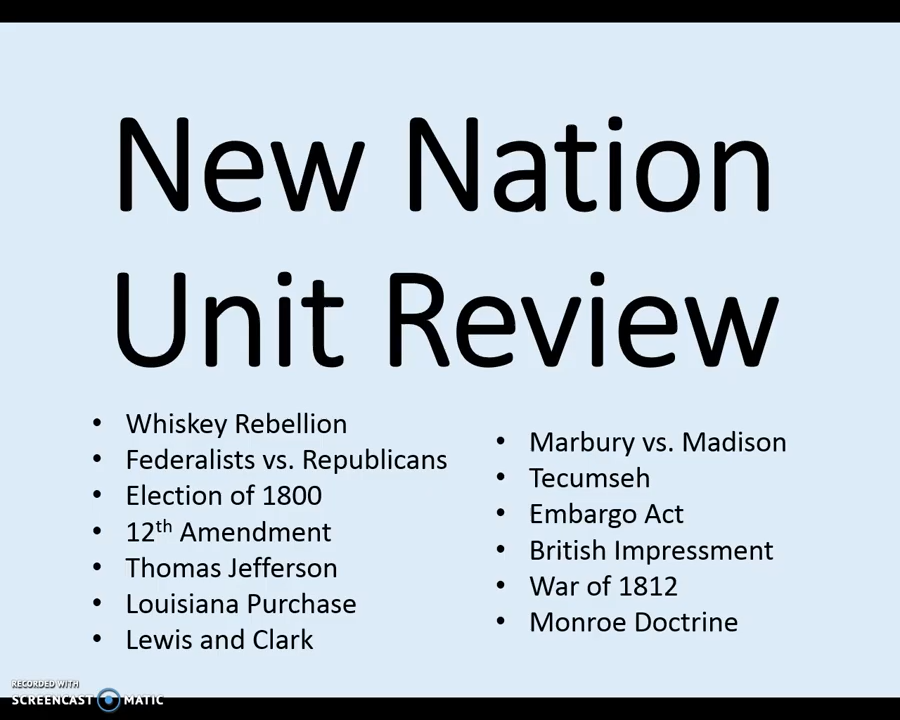 New Nation
Unit Review
• Whiskey Rebellion
• Federalists vs. Republicans
• Election of 1800
• 12th Amendment
• Thomas Jefferson
• Louisiana Purchase
• Lewis and Clark
• Marbury vs. Madison
• Tecumseh
• Embargo Act
• British Impressment
• War of 1812
• Monroe Doctrine
RECORDED WITH
SCREENCAST MATIC